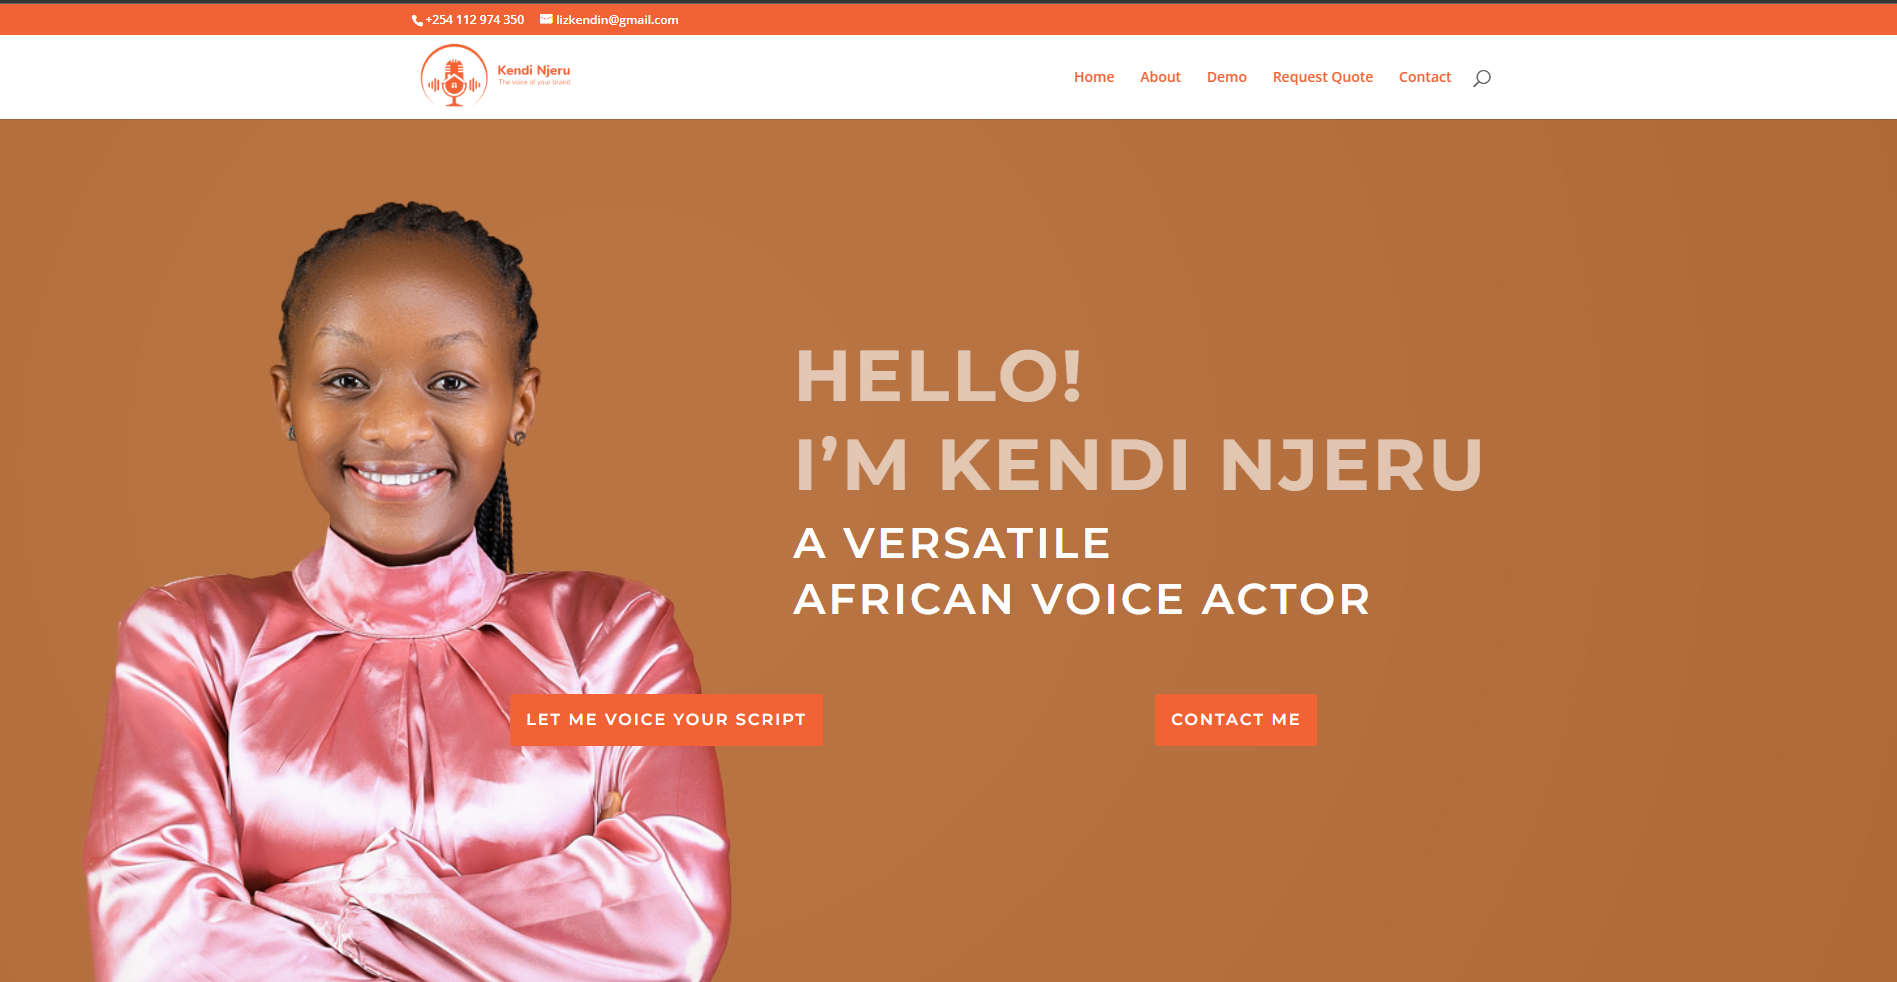 +254 112 974 350 lizkendin@gmail.com
Kendi Njeru
The voice of your brand
Home About Demo Request Quote Contact
HELLO!
I’M KENDI NJERU
A VERSATILE
AFRICAN VOICE ACTOR
LET ME VOICE YOUR SCRIPT CONTACT ME